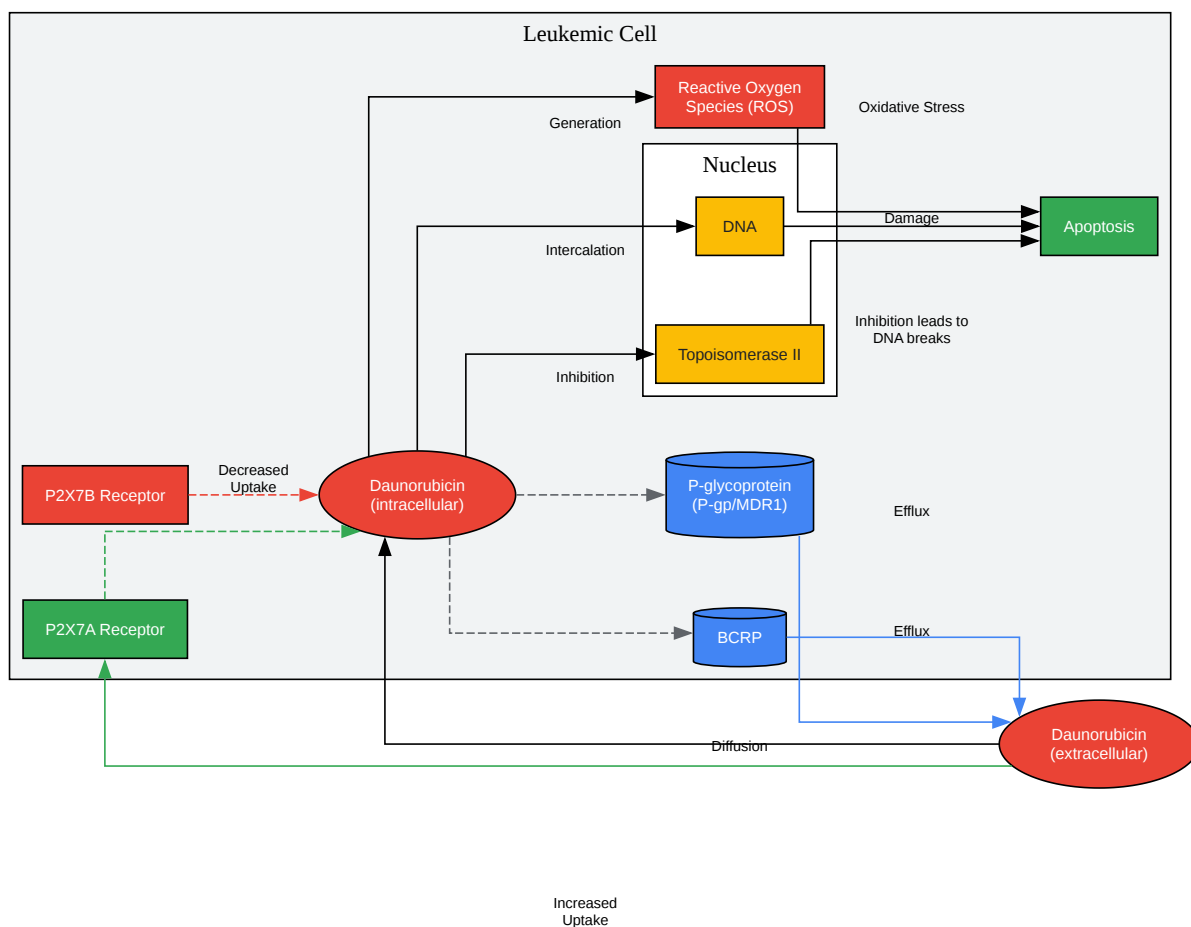 Leukemic Cell
Reactive Oxygen
Species (ROS)
Oxidative Stress
Generation
Nucleus
DNA
Damage
Apoptosis
Intercalation
Topoisomerase II
Inhibition leads to
DNA breaks
Inhibition
P2X7B Receptor
Decreased
Uptake
Daunorubicin
(intracellular)
P-glycoprotein
(P-gp/MDR1)
Efflux
P2X7A Receptor
BCRP
Efflux
Daunorubicin
(extracellular)
Diffusion
Increased
Uptake